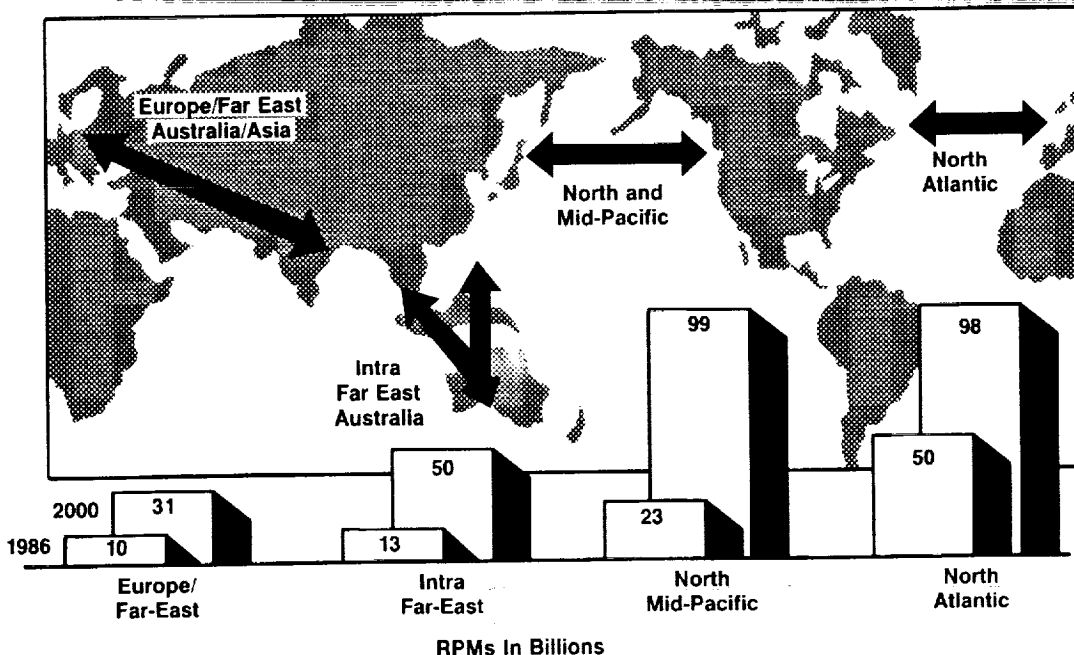 Europe/Far East
Australia/Asia
North and
Mid-Pacific
North
Atlantic
Intra
Far East
Australia
99
98
50
50
2000
31
23
1986
10
13
Europe/
Far-East
Intra
Far-East
North
Mid-Pacific
North
Atlantic
RPMs In Billions